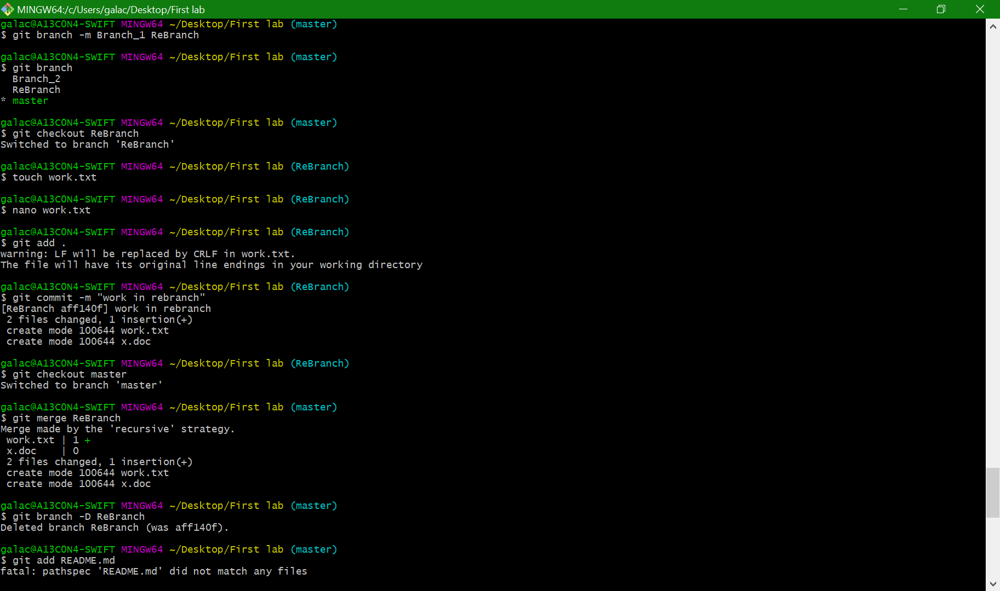 MINGW64:/c/Users/galac/Desktop/First lab
galac@A13CON4-SWIFT MINGW64 ~/Desktop/First lab (master)
$ git branch -m Branch_1 ReBranch
galac@A13CON4-SWIFT MINGW64 ~/Desktop/First lab (master)
$ git branch
  Branch_2
  ReBranch
* master
galac@A13CON4-SWIFT MINGW64 ~/Desktop/First lab (master)
$ git checkout ReBranch
Switched to branch 'ReBranch'
galac@A13CON4-SWIFT MINGW64 ~/Desktop/First lab (ReBranch)
$ touch work.txt
galac@A13CON4-SWIFT MINGW64 ~/Desktop/First lab (ReBranch)
$ nano work.txt
galac@A13CON4-SWIFT MINGW64 ~/Desktop/First lab (ReBranch)
$ git add .
warning: LF will be replaced by CRLF in work.txt.
The file will have its original line endings in your working directory
galac@A13CON4-SWIFT MINGW64 ~/Desktop/First lab (ReBranch)
$ git commit -m "work in rebranch"
[ReBranch aff140f] work in rebranch
 2 files changed, 1 insertion(+)
 create mode 100644 work.txt
 create mode 100644 x.doc
galac@A13CON4-SWIFT MINGW64 ~/Desktop/First lab (ReBranch)
$ git checkout master
Switched to branch 'master'
galac@A13CON4-SWIFT MINGW64 ~/Desktop/First lab (master)
$ git merge ReBranch
Merge made by the 'recursive' strategy.
 work.txt | 1 +
 x.doc    | 0
 2 files changed, 1 insertion(+)
 create mode 100644 work.txt
 create mode 100644 x.doc
galac@A13CON4-SWIFT MINGW64 ~/Desktop/First lab (master)
$ git branch -D ReBranch
Deleted branch ReBranch (was aff140f).
galac@A13CON4-SWIFT MINGW64 ~/Desktop/First lab (master)
$ git add README.md
fatal: pathspec 'README.md' did not match any files